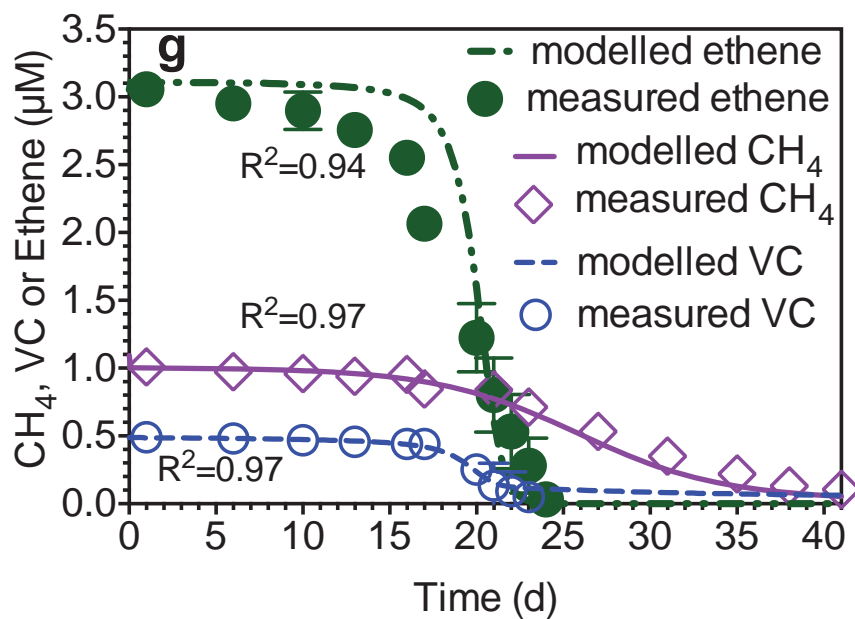 g
CH₄, VC or Ethene (µM)
3.5
3.0
2.5
2.0
1.5
1.0
0.5
0.0
modelled ethene
measured ethene
modelled CH₄
measured CH₄
modelled VC
measured VC
R²=0.94
R²=0.97
R²=0.97
0 5 10 15 20 25 30 35 40
Time (d)